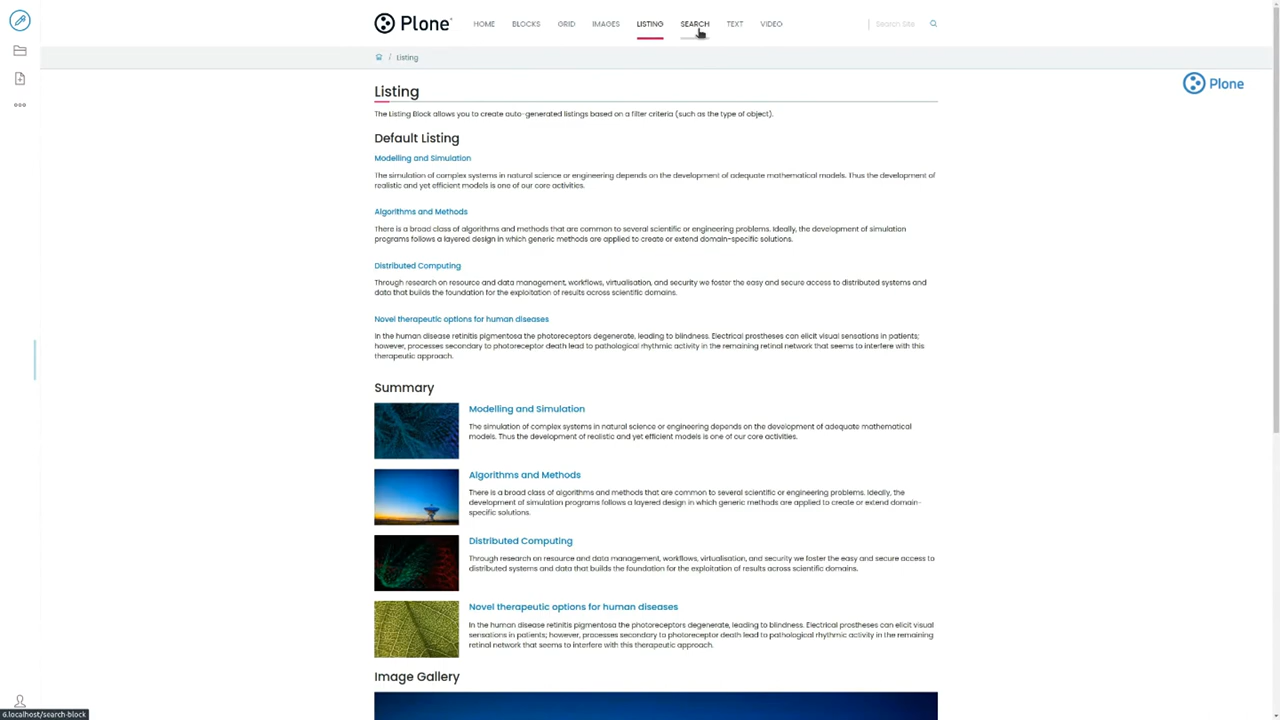 Plone
HOME BLOCKS GRID IMAGES LISTING SEARCH TEXT VIDEO
Search Site
/ Listing
Plone
Listing
The Listing Block allows you to create auto-generated listings based on a filter criteria (such as the type of object).
Default Listing
Modelling and Simulation
The simulation of complex systems in natural science or engineering depends on the development of adequate mathematical models. Thus the development of
realistic and yet efficient models is one of our core activities.
Algorithms and Methods
There is a broad class of algorithms and methods that are common to several scientific or engineering problems. Ideally, the development of simulation
programs follows a layered design in which generic methods are applied to create or extend domain-specific solutions.
Distributed Computing
Through research on resource and data management, workflows, virtualisation, and security we foster the easy and secure access to distributed systems and
data that builds the foundation for the exploitation of results across scientific domains.
Novel therapeutic options for human diseases
In the human disease retinitis pigmentosa the photoreceptors degenerate, leading to blindness. Electrical prostheses can elicit visual sensations in patients;
however, processes secondary to photoreceptor death lead to pathological rhythmic activity in the remaining retinal network that seems to interfere with this
therapeutic approach.
Summary
Modelling and Simulation
The simulation of complex systems in natural science or engineering depends on the development of adequate mathematical
models. Thus the development of realistic and yet efficient models is one of our core activities.
Algorithms and Methods
There is a broad class of algorithms and methods that are common to several scientific or engineering problems. Ideally, the
development of simulation programs follows a layered design in which generic methods are applied to create or extend domain-
specific solutions.
Distributed Computing
Through research on resource and data management, workflows, virtualisation, and security we foster the easy and secure access to
distributed systems and data that builds the foundation for the exploitation of results across scientific domains.
Novel therapeutic options for human diseases
In the human disease retinitis pigmentosa the photoreceptors degenerate, leading to blindness. Electrical prostheses can elicit visual
sensations in patients; however, processes secondary to photoreceptor death lead to pathological rhythmic activity in the remaining
retinal network that seems to interfere with this therapeutic approach.
Image Gallery
6.localhost/search-block